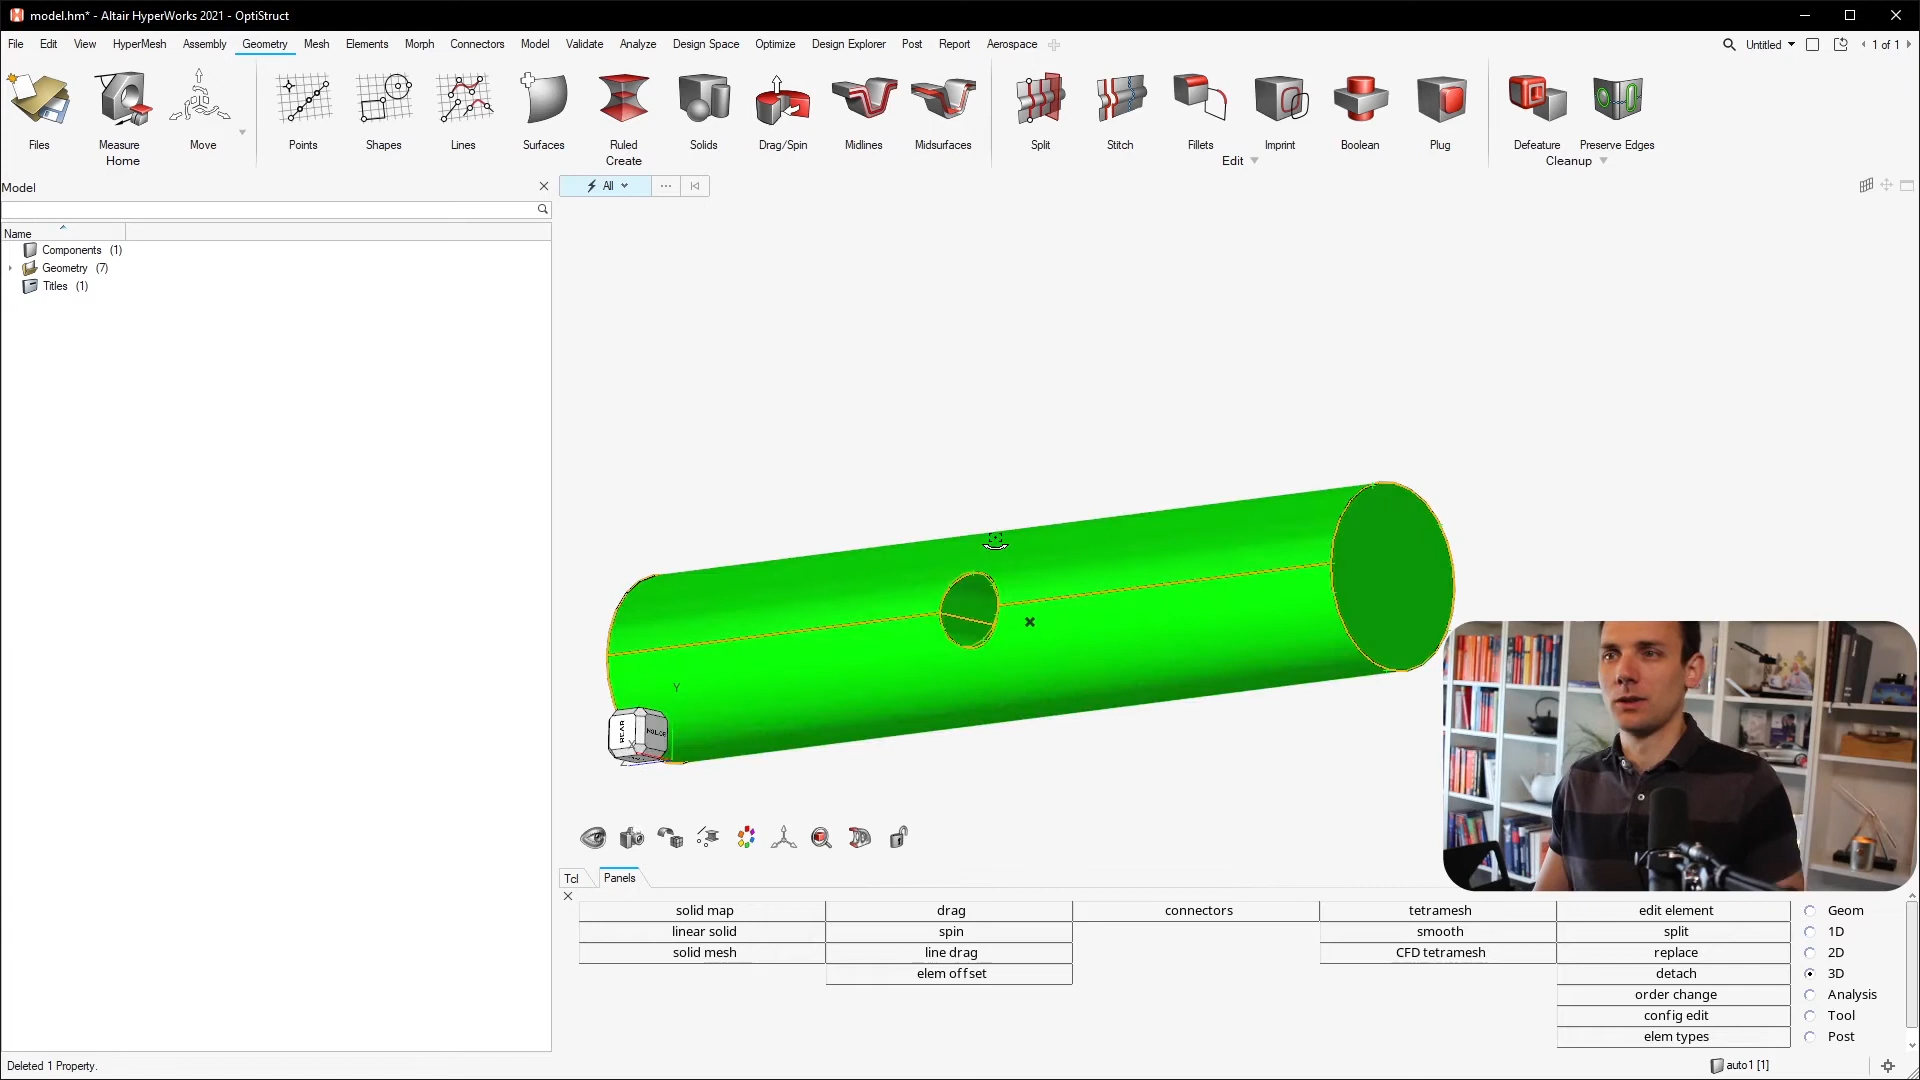 model.hm* - Altair HyperWorks 2021 - OptiStruct
File Edit View HyperMesh Assembly Geometry Mesh Elements Morph Connectors Model Validate Analyze Design Space Optimize Design Explorer Post Report Aerospace Untitled 1 of 1
Files Measure Move Points Shapes Lines Surfaces Ruled Solids Drag/Spin Midlines Midsurfaces Split Stitch Fillets Imprint Boolean Plug Defeature Preserve Edges
Home Create Edit Cleanup
Model
All
Name
Components (1)
Geometry (7)
Titles (1)
Y
REAR
Tcl Panels
solid map drag connectors tetramesh edit element Geom
linear solid spin smooth split 1D
solid mesh line drag CFD tetramesh replace 2D
elem offset detach 3D
order change Analysis
config edit Tool
elem types Post
Deleted 1 Property.
auto1 [1]